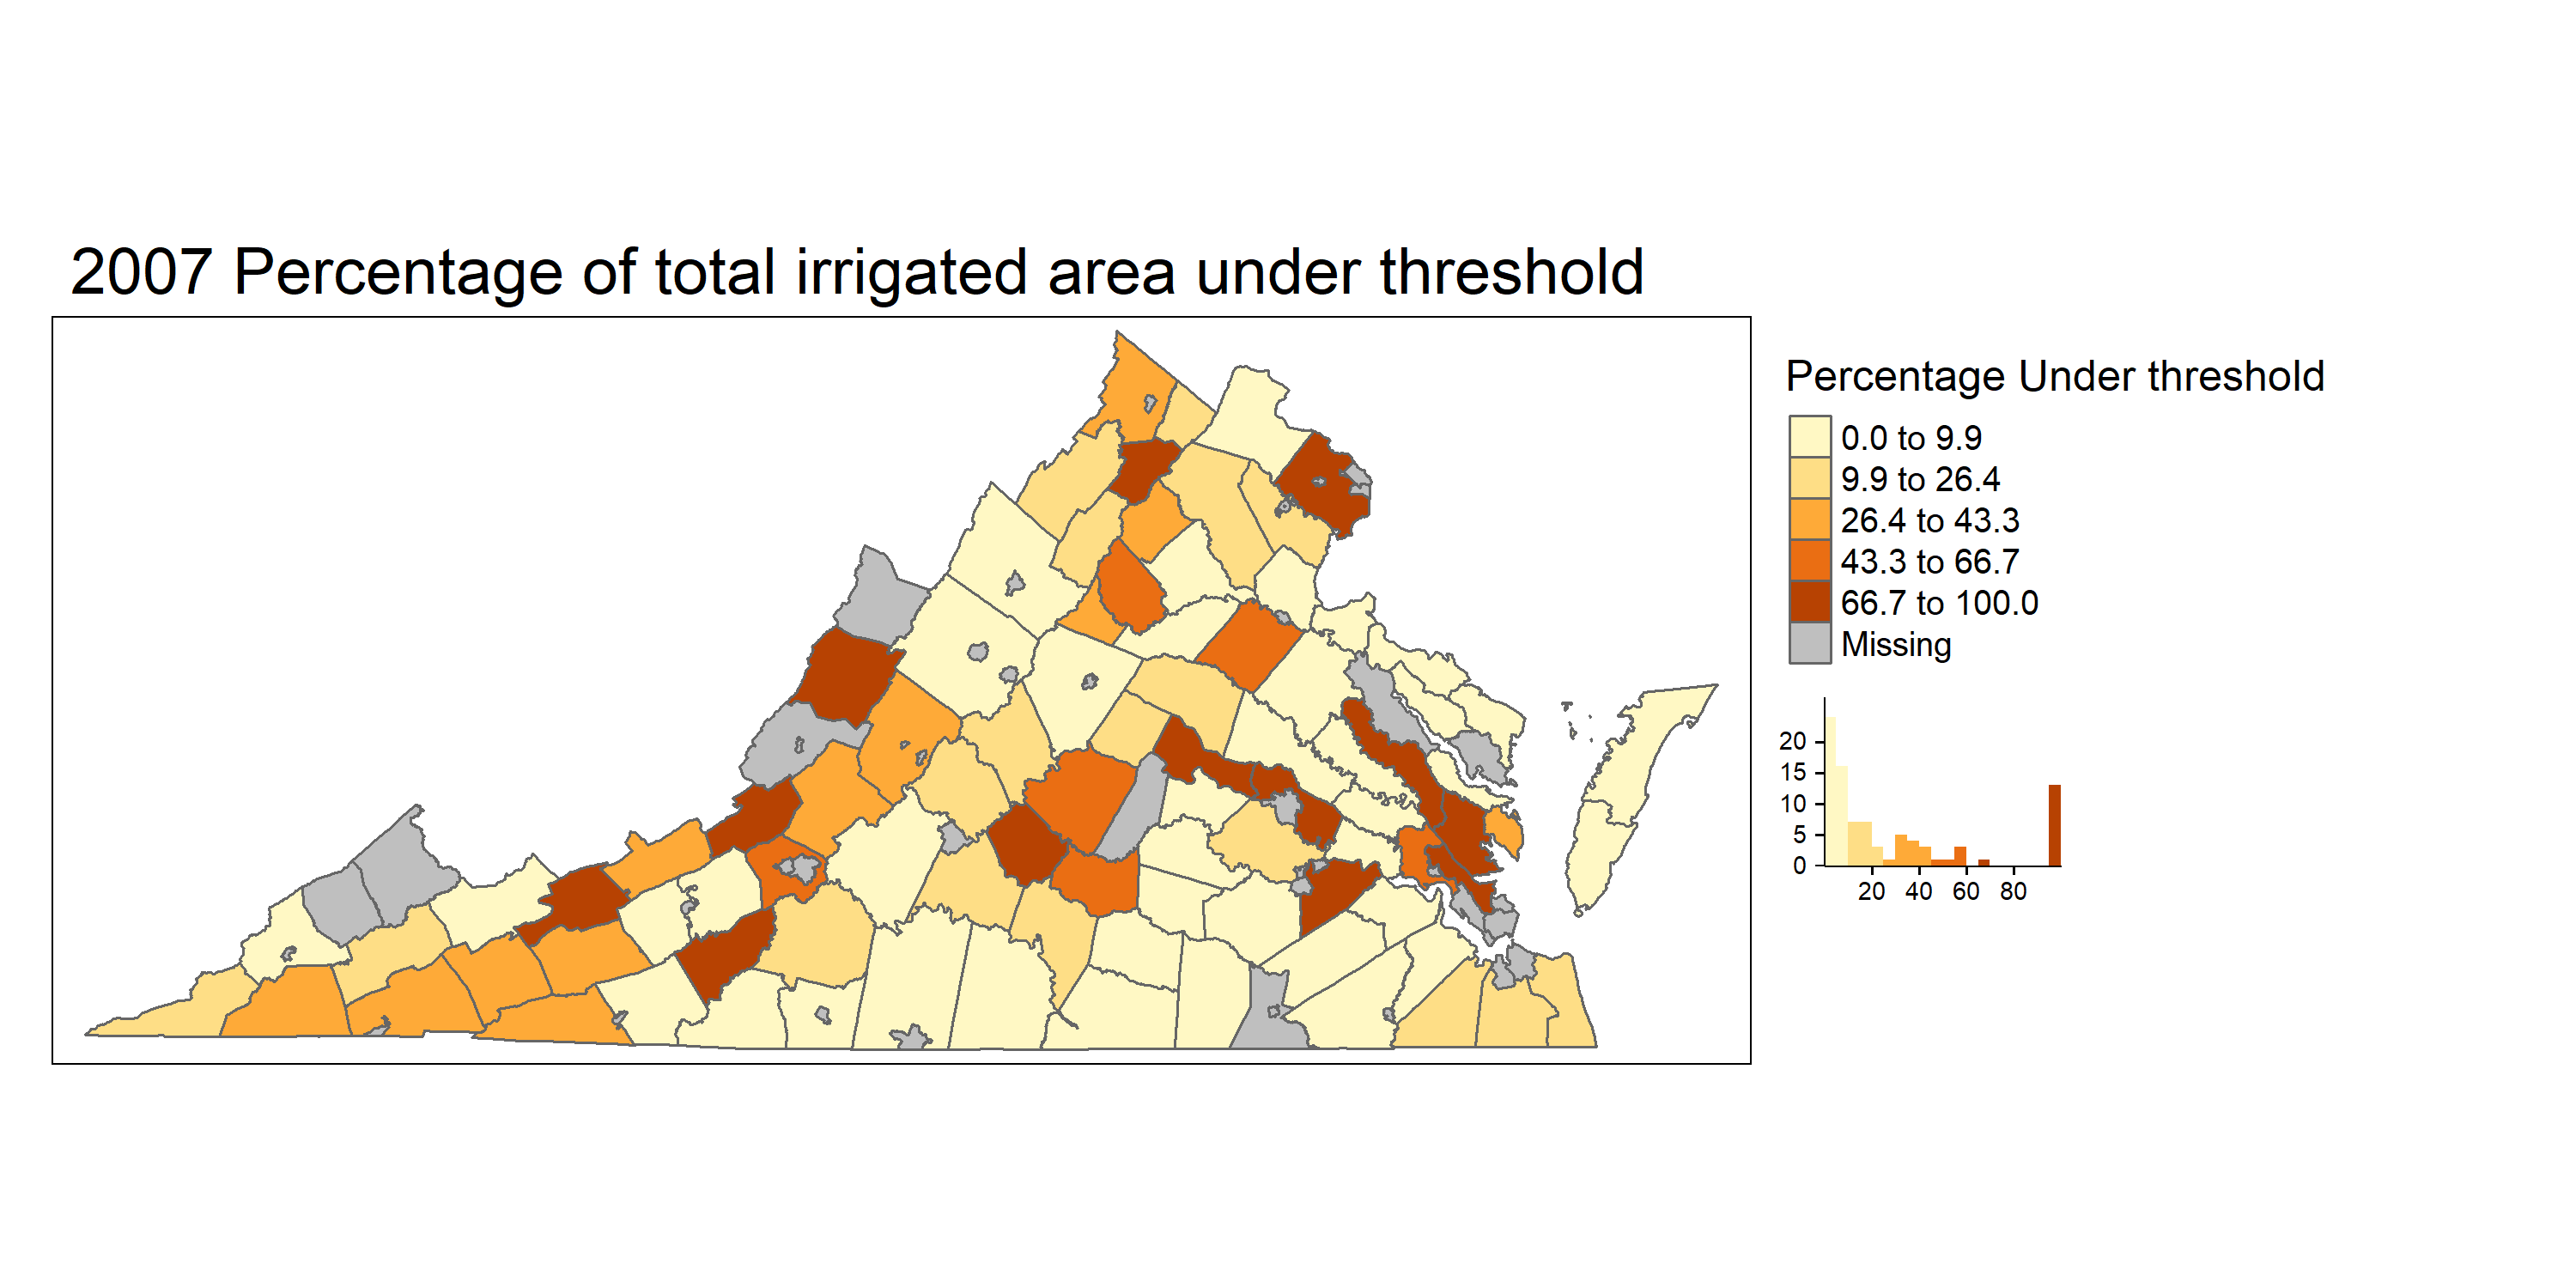 2007 Percentage of total irrigated area under threshold
Percentage Under threshold
0.0 to 9.9
9.9 to 26.4
26.4 to 43.3
43.3 to 66.7
66.7 to 100.0
Missing
20
15
10
5
0
20 40 60 80